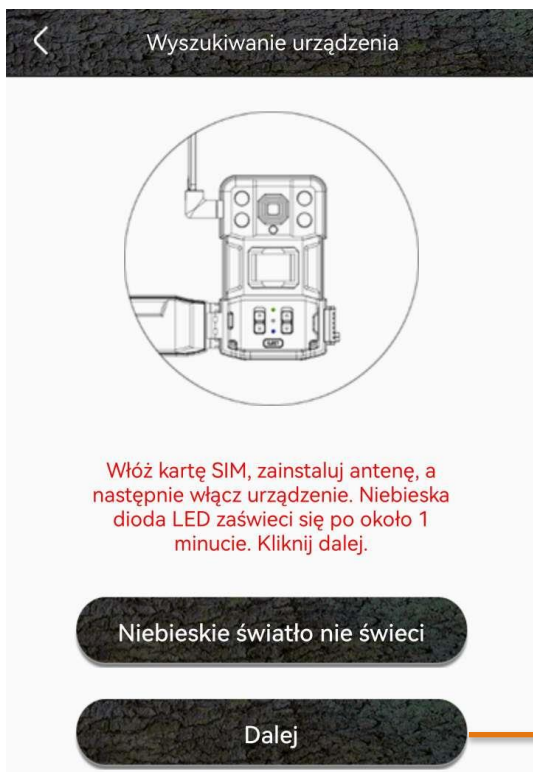 Wyszukiwanie urządzenia
Włóż kartę SIM, zainstaluj antenę, a
następnie włącz urządzenie. Niebieska
dioda LED zaświeci się po około 1
minucie. Kliknij dalej.
Niebieskie światło nie świeci
Dalej